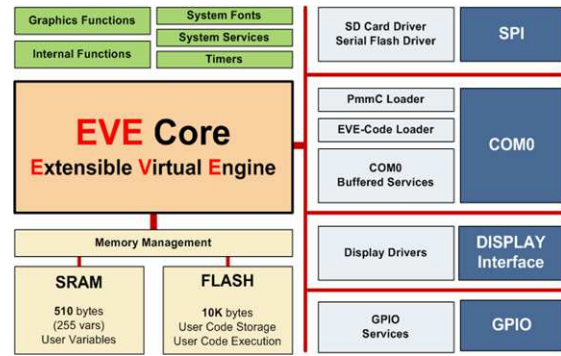 Graphics Functions
Internal Functions
System Fonts
System Services
Timers
EVE Core
Extensible Virtual Engine
Memory Management
SRAM
510 bytes
(255 vars)
User Variables
FLASH
10K bytes
User Code Storage
User Code Execution
SD Card Driver
Serial Flash Driver
SPI
PmmC Loader
EVE-Code Loader
COM0
Buffered Services
COM0
Display Drivers
DISPLAY
Interface
GPIO
Services
GPIO